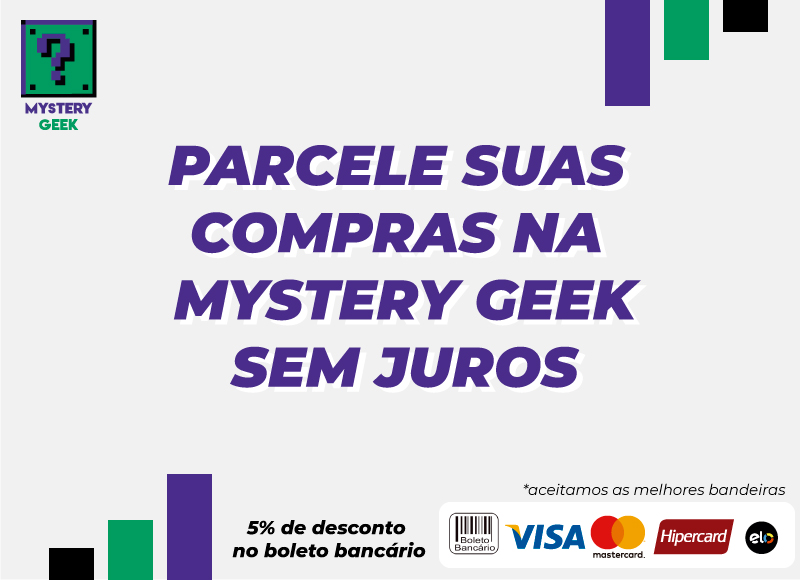 ?
MYSTERY
GEEK
PARCELE SUAS
COMPRAS NA
MYSTERY GEEK
SEM JUROS
*aceitamos as melhores bandeiras
5% de desconto
no boleto bancário
Boleto
Bancário
VISA
mastercard.
Hipercard
elo